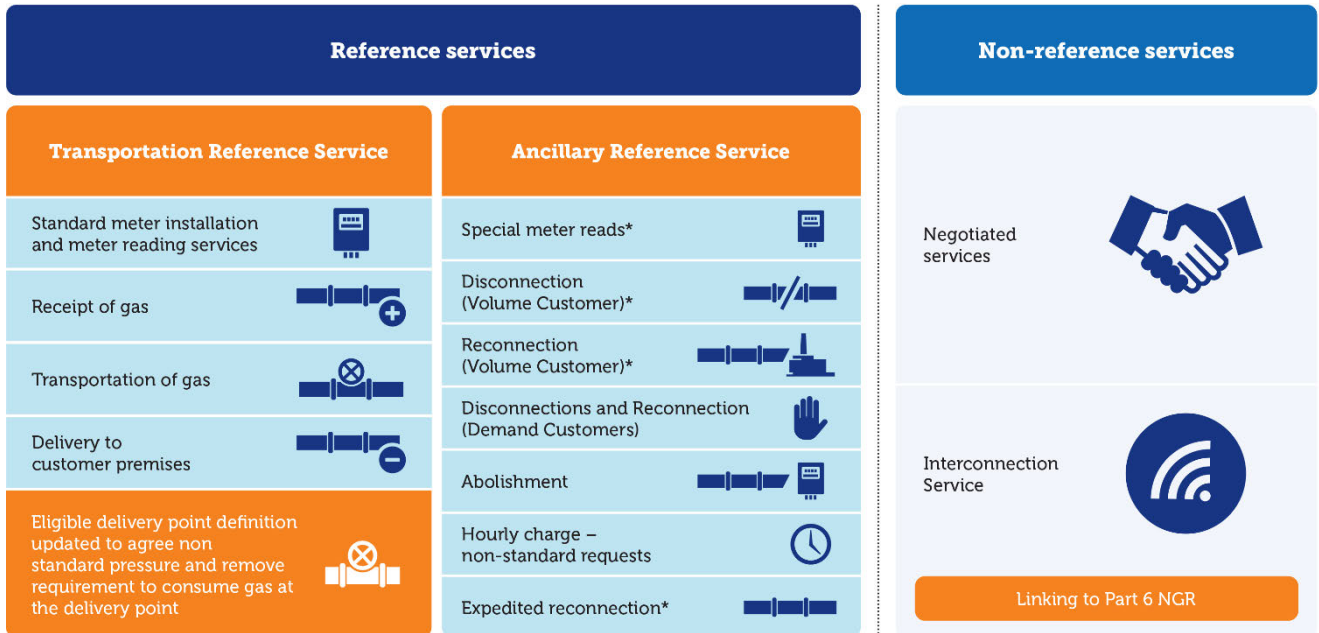 Reference services
Non-reference services
Transportation Reference Service
Ancillary Reference Service
Standard meter installation
and meter reading services
Receipt of gas
Transportation of gas
Delivery to
customer premises
Eligible delivery point definition
updated to agree non
standard pressure and remove
requirement to consume gas at
the delivery point
Special meter reads*
Disconnection
(Volume Customer)*
Reconnection
(Volume Customer)*
Disconnections and Reconnection
(Demand Customers)
Abolishment
Hourly charge –
non-standard requests
Expedited reconnection*
Negotiated
services
Interconnection
Service
Linking to Part 6 NGR